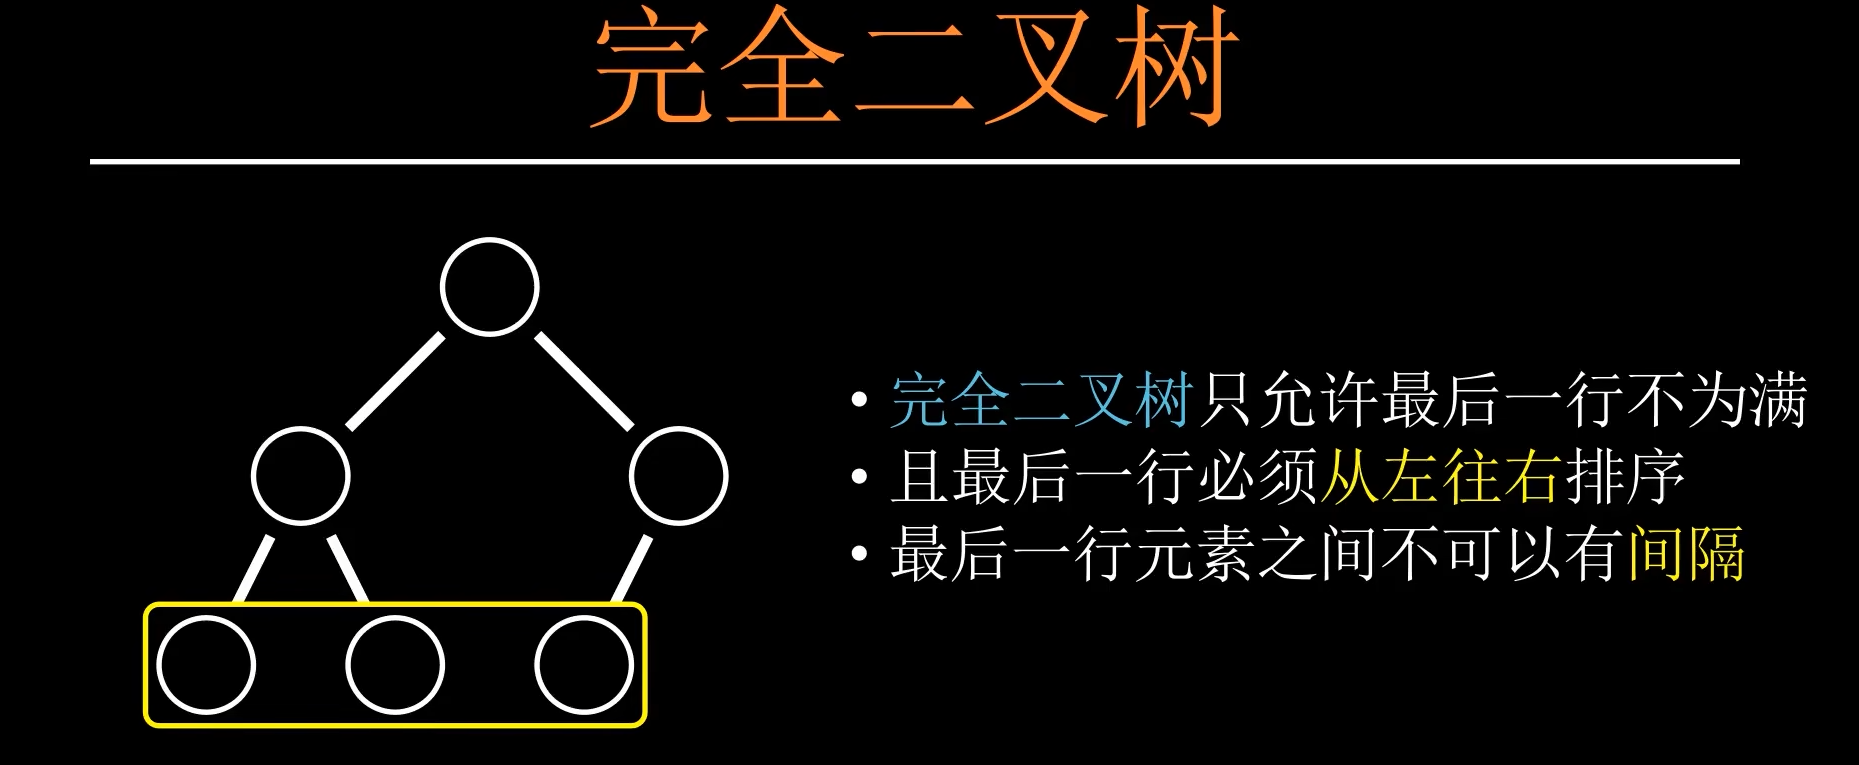 完全二叉树
• 完全二叉树只允许最后一行不为满
• 且最后一行必须从左往右排序
• 最后一行元素之间不可以有间隔